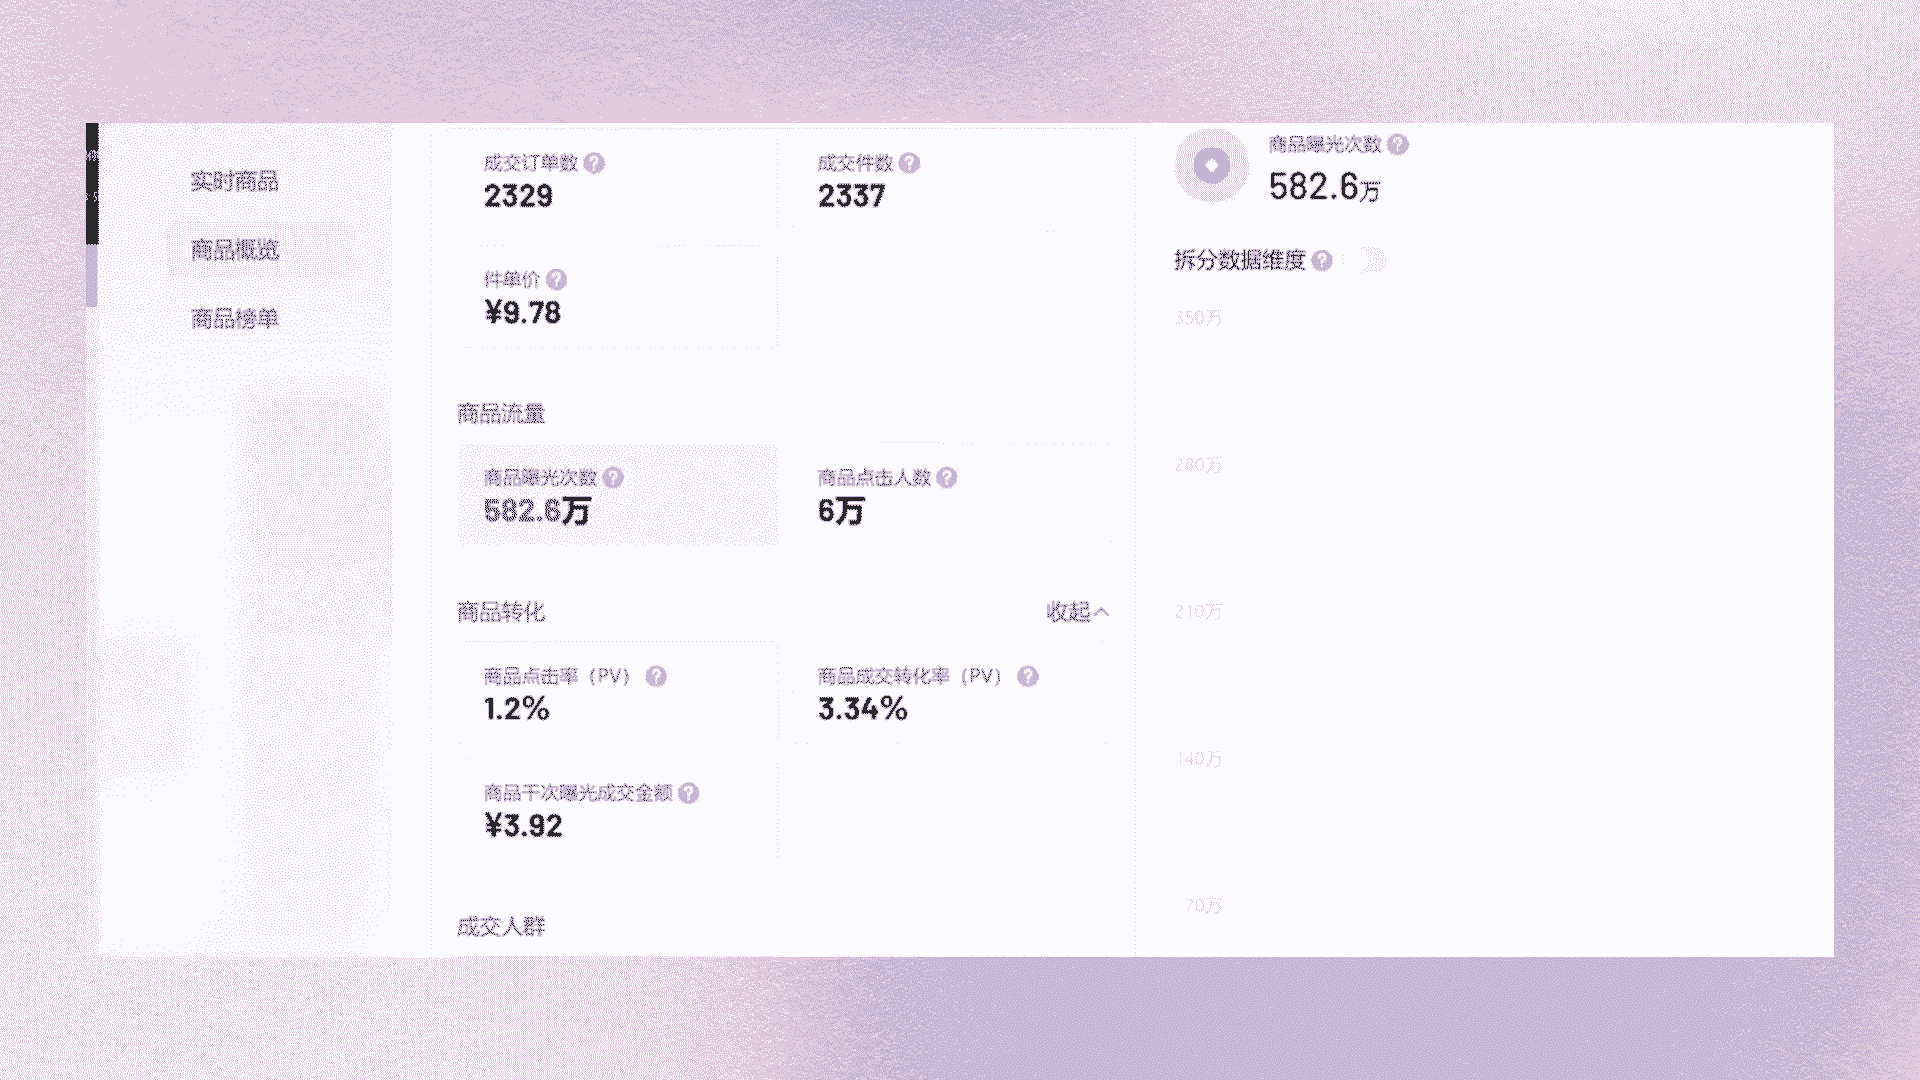 实时商品
商品概览
商品榜单
成交订单数
2329
成交件数
2337
件单价
¥9.78
商品流量
商品曝光次数
582.6万
商品点击人数
6万
商品转化
收起
商品点击率（PV）
1.2%
商品成交转化率（PV）
3.34%
商品千次曝光成交金额
¥3.92
成交人群
商品曝光次数
582.6万
拆分数据维度
350万
280万
210万
140万
70万